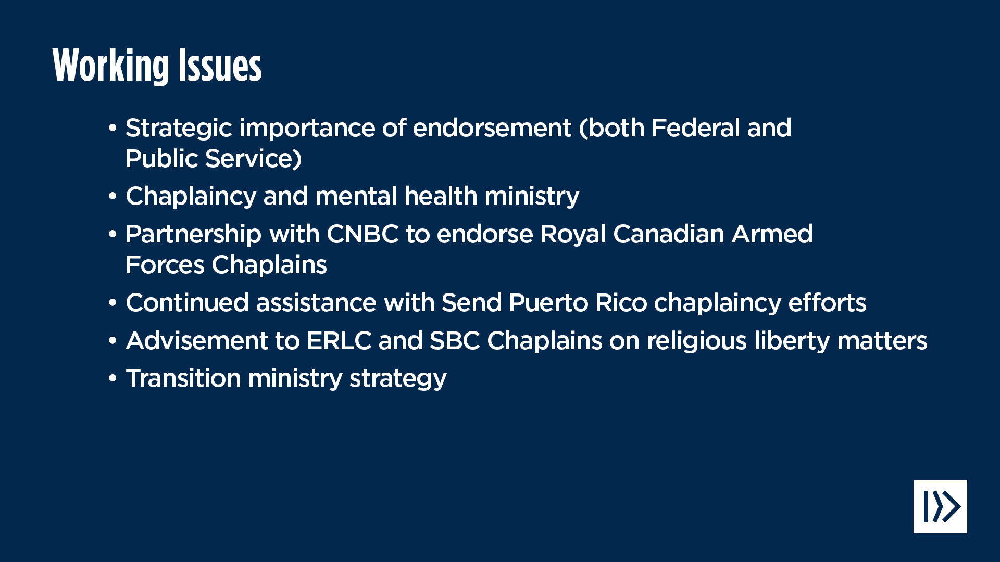 Working Issues
• Strategic importance of endorsement (both Federal and
Public Service)
• Chaplaincy and mental health ministry
• Partnership with CNBC to endorse Royal Canadian Armed
Forces Chaplains
• Continued assistance with Send Puerto Rico chaplaincy efforts
• Advisement to ERLC and SBC Chaplains on religious liberty matters
• Transition ministry strategy